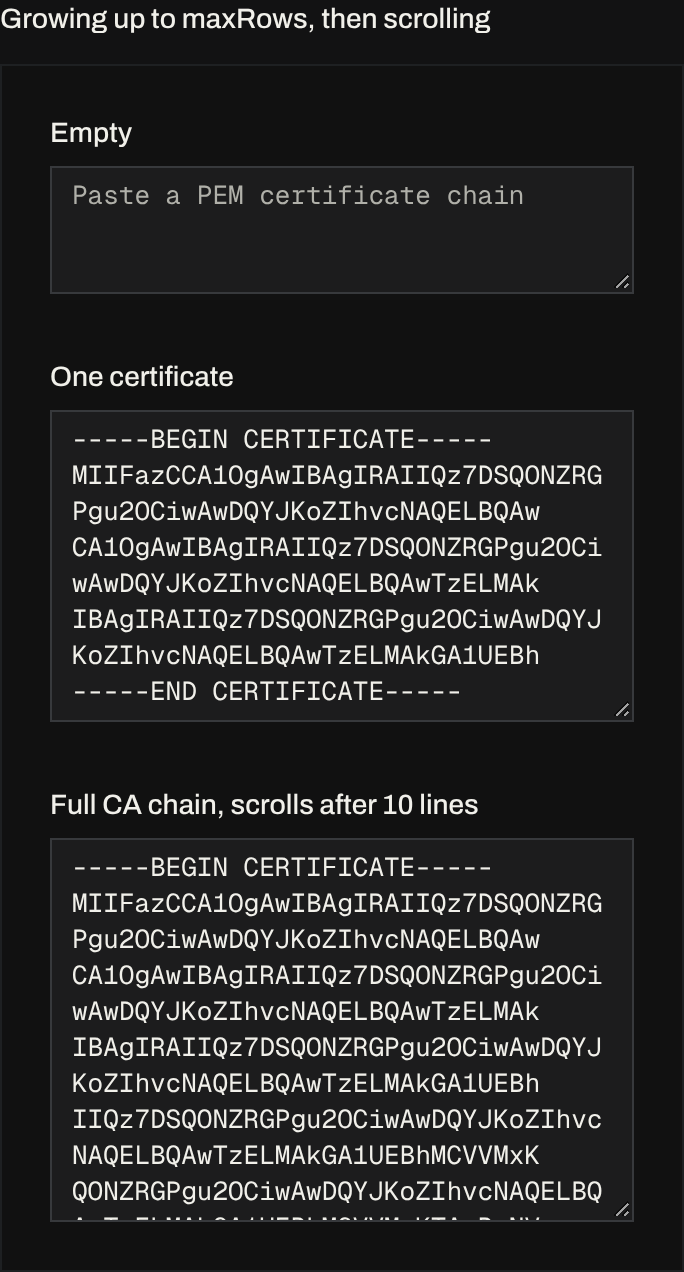 Growing up to maxRows, then scrolling
Empty
Paste a PEM certificate chain
One certificate
-----BEGIN CERTIFICATE-----
MIIFazCCA1OgAwIBAgIRAIIQz7DSQONZRG
Pgu2OCiwAwDQYJKoZIhvcNAQELBQAw
CA1OgAwIBAgIRAIIQz7DSQONZRGPgu2OCi
wAwDQYJKoZIhvcNAQELBQAwTzELMAk
IBAgIRAIIQz7DSQONZRGPgu2OCiwAwDQYJ
KoZIhvcNAQELBQAwTzELMAkGA1UEBh
-----END CERTIFICATE-----
Full CA chain, scrolls after 10 lines
-----BEGIN CERTIFICATE-----
MIIFazCCA1OgAwIBAgIRAIIQz7DSQONZRG
Pgu2OCiwAwDQYJKoZIhvcNAQELBQAw
CA1OgAwIBAgIRAIIQz7DSQONZRGPgu2OCi
wAwDQYJKoZIhvcNAQELBQAwTzELMAk
IBAgIRAIIQz7DSQONZRGPgu2OCiwAwDQYJ
KoZIhvcNAQELBQAwTzELMAkGA1UEBh
IIQz7DSQONZRGPgu2OCiwAwDQYJKoZIhvc
NAQELBQAwTzELMAkGA1UEBhMCVVMxK
QONZRGPgu2OCiwAwDQYJKoZIhvcNAQELBQ